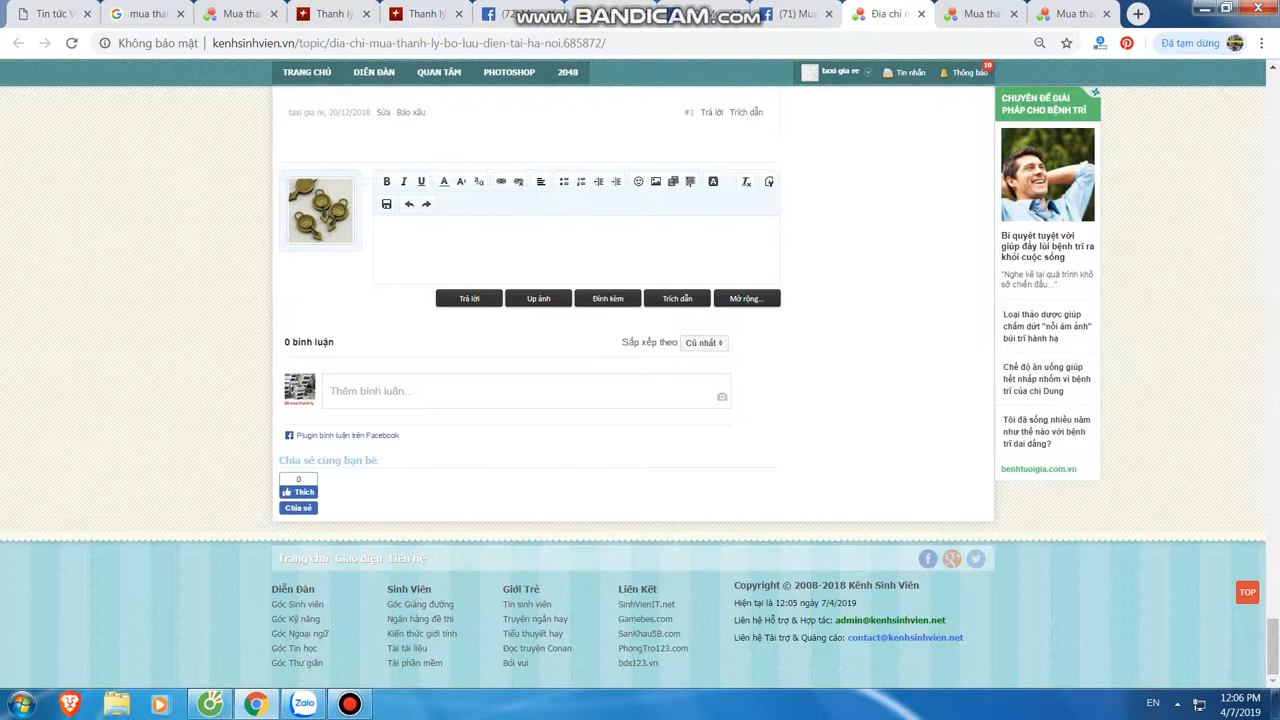 Tin tức V
Mua tha
Thanh lý
Thanh lý
www.BANDICAM.com
(71) Mu
Địa chỉ m
Mua tha
Mua tha
Không bảo mật
kenhsinhvien.vn/topic/dia-chi-mua-thanh-ly-bo-luu-dien-tai-ha-noi.685872/
Đã tạm dừng
TRANG CHỦ
DIỄN ĐÀN
QUAN TÂM
PHOTOSHOP
2048
taxi gia re
Tin nhắn
Thông báo
10
taxi gia re, 20/12/2018 Sửa Báo xấu
#1 Trả lời Trích dẫn
CHUYÊN ĐỀ GIẢI
PHÁP CHO BỆNH TRĨ
Bí quyết tuyệt vời
giúp đẩy lùi bệnh trĩ ra
khỏi cuộc sống
"Nghe kể lại quá trình khổ
sở chiến đấu..."
Loại thảo dược giúp
chấm dứt "nỗi ám ảnh"
búi trĩ hành hạ
Chế độ ăn uống giúp
hết nhấp nhổm vì bệnh
trĩ của chị Dung
Tôi đã sống nhiều năm
như thế nào với bệnh
trĩ dai dẳng?
benhtuoigia.com.vn
Trả lời
Up ảnh
Đính kèm
Trích dẫn
Mở rộng...
0 bình luận
Sắp xếp theo Cũ nhất
Thêm bình luận...
Plugin bình luận trên Facebook
Chia sẻ cùng bạn bè
0
Thích
Chia sẻ
Trang chủ Giao diện Liên hệ
Diễn Đàn
Góc Sinh viên
Góc Kỹ năng
Góc Ngoại ngữ
Góc Tin học
Góc Thư giãn
Sinh Viên
Góc Giảng đường
Ngân hàng đề thi
Kiến thức giới tính
Tài tài liệu
Tải phần mềm
Giới Trẻ
Tin sinh viên
Truyện ngắn hay
Tiểu thuyết hay
Đọc truyện Conan
Bói vui
Liên Kết
SinhVienIT.net
Gamebes.com
SanKhau5B.com
PhongTro123.com
bds123.vn
Copyright © 2008-2018 Kênh Sinh Viên
Hiện tại là 12:05 ngày 7/4/2019
Liên hệ Hỗ trợ & Hợp tác: admin@kenhsinhvien.net
Liên hệ Tài trợ & Quảng cáo: contact@kenhsinhvien.net
TOP
Zalo
EN
12:06 PM
4/7/2019